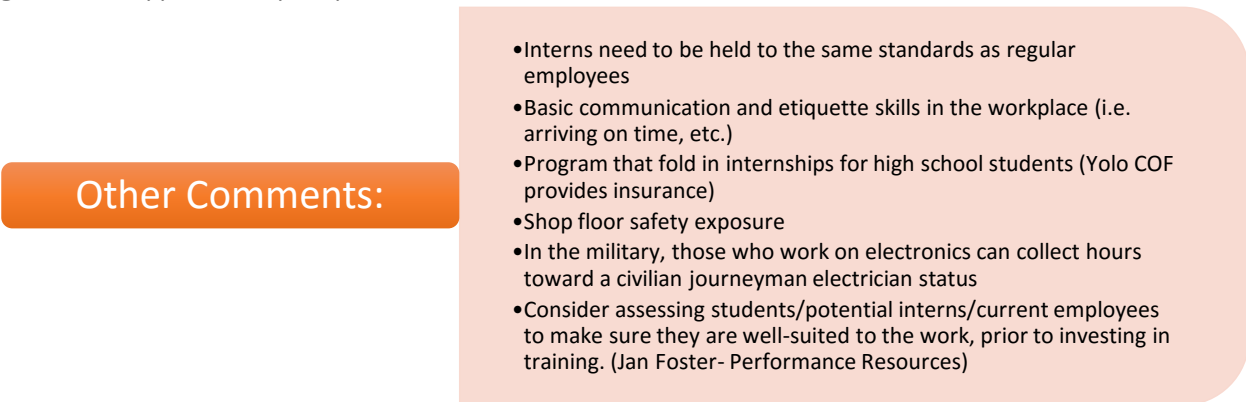 Other Comments:
•Interns need to be held to the same standards as regular
employees
•Basic communication and etiquette skills in the workplace (i.e.
arriving on time, etc.)
•Program that fold in internships for high school students (Yolo COF
provides insurance)
•Shop floor safety exposure
•In the military, those who work on electronics can collect hours
toward a civilian journeyman electrician status
•Consider assessing students/potential interns/current employees
to make sure they are well-suited to the work, prior to investing in
training. (Jan Foster- Performance Resources)